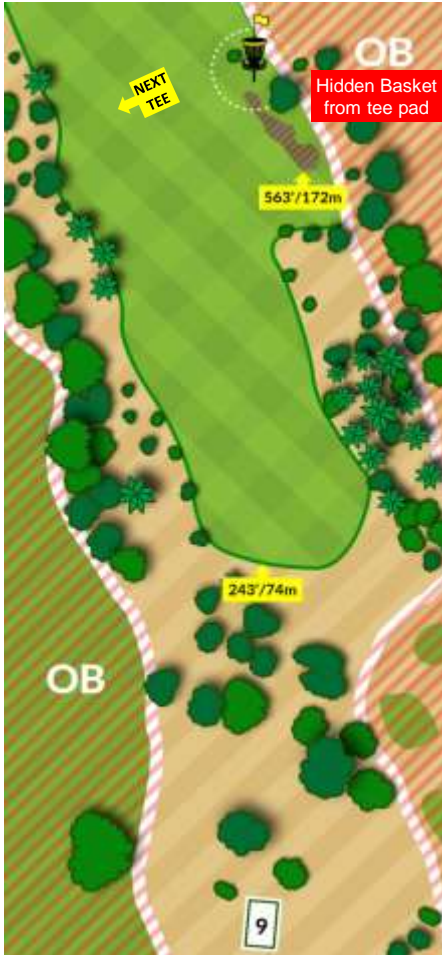 OB
Hidden Basket
from tee pad
NEXT
TEE
563'/172m
243'/74m
OB
9